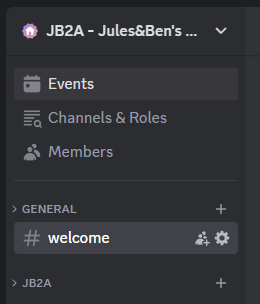 JB2A - Jules&Ben's ...
Events
Channels & Roles
Members
GENERAL
# welcome
JB2A